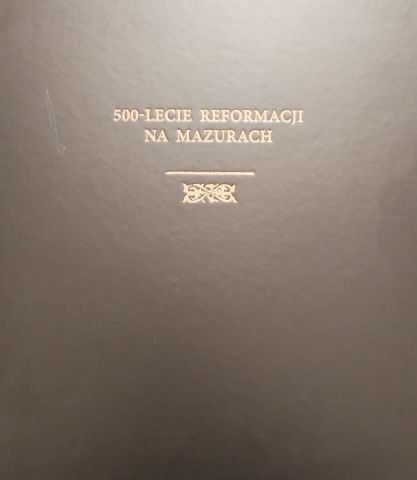 500-LECIE REFORMACJI
NA MAZURACH